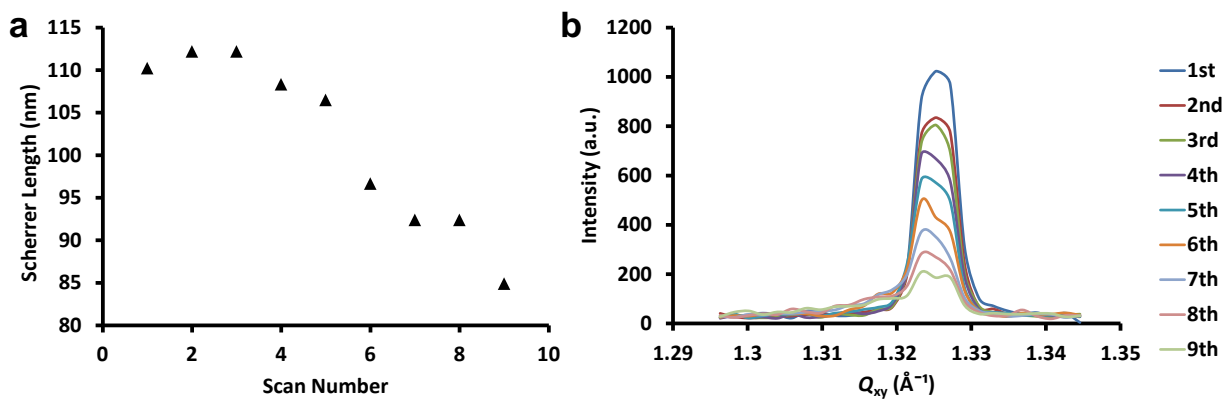 a
Scherrer Length (nm)
115
110
105
100
95
90
85
80
0
2
4
6
8
10
Scan Number
b
Intensity (a.u.)
1200
1000
800
600
400
200
0
1.29
1.3
1.31
1.32
1.33
1.34
1.35
Qxy (Å⁻¹)
1st
2nd
3rd
4th
5th
6th
7th
8th
9th